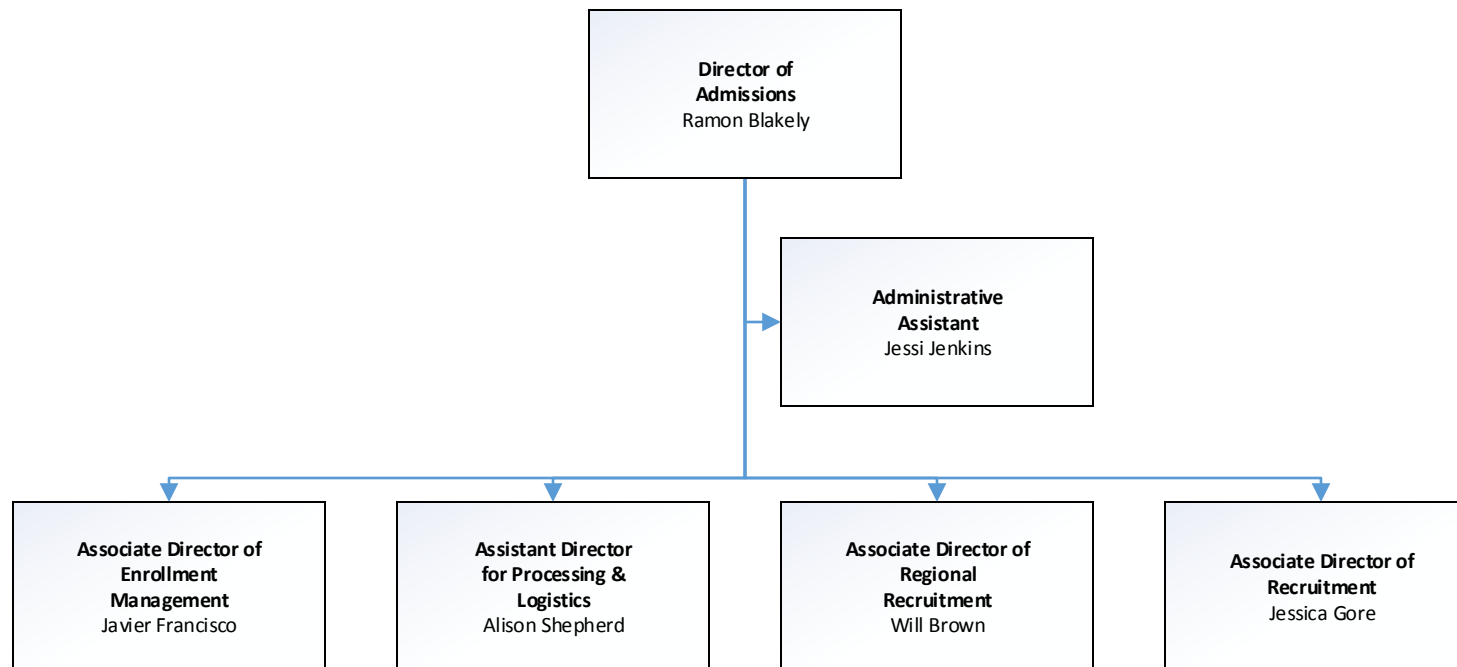 Director of
Admissions
Ramon Blakely
Administrative
Assistant
Jessi Jenkins
Associate Director of
Enrollment
Management
Javier Francisco
Assistant Director
for Processing &
Logistics
Alison Shepherd
Associate Director of
Regional
Recruitment
Will Brown
Associate Director of
Recruitment
Jessica Gore